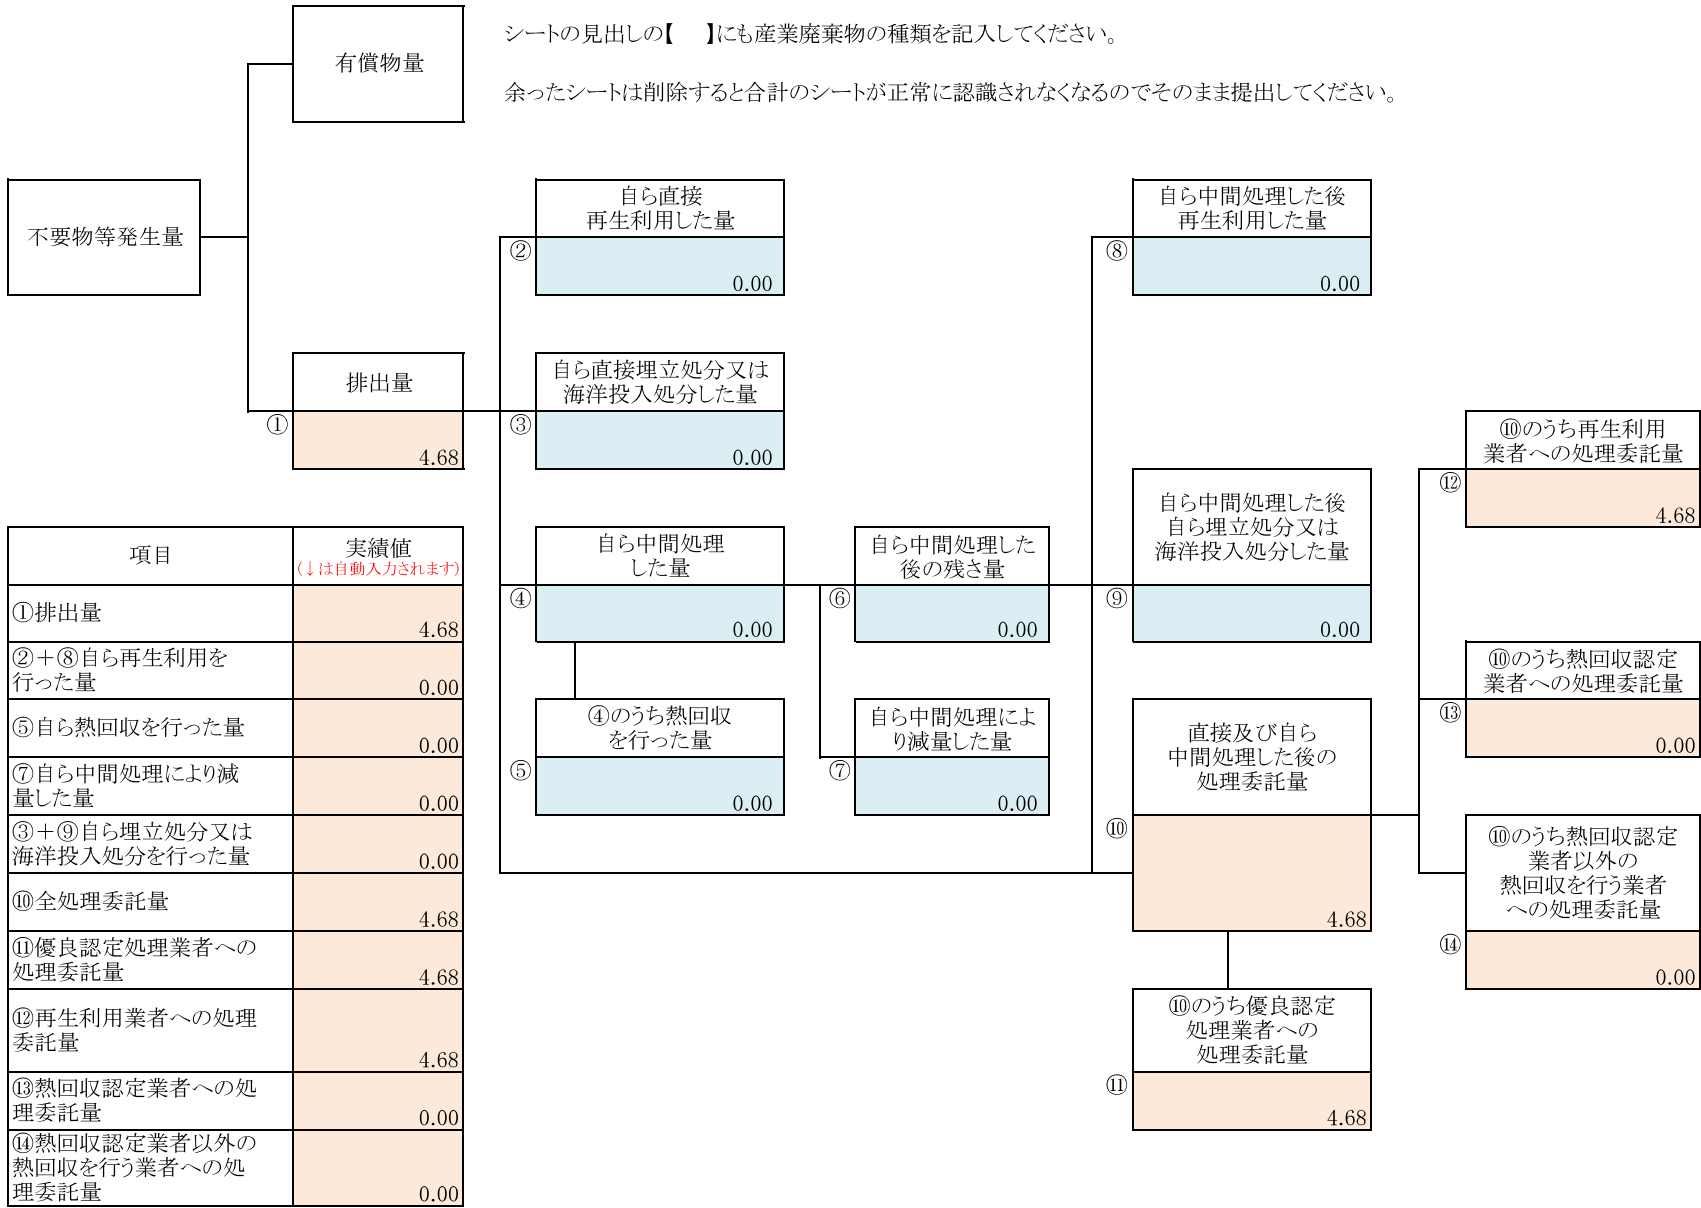 有償物量
シートの見出しの【　】にも産業廃棄物の種類を記入してください。
余ったシートは削除すると合計のシートが正常に認識されなくなるのでそのまま提出してください。
不要物等発生量
自ら直接
再生利用した量
②
0.00
自ら中間処理した後
再生利用した量
⑧
0.00
排出量
①
4.68
自ら直接埋立処分又は
海洋投入処分した量
③
0.00
⑩のうち再生利用
業者への処理委託量
⑫
4.68
自ら中間処理
した量
④
0.00
自ら中間処理した
後の残さ量
⑥
0.00
自ら中間処理した後
自ら埋立処分又は
海洋投入処分した量
⑨
0.00
⑩のうち熱回収認定
業者への処理委託量
⑬
0.00
④のうち熱回収
を行った量
⑤
0.00
自ら中間処理によ
り減量した量
⑦
0.00
直接及び自ら
中間処理した後の
処理委託量
⑩
4.68
⑩のうち熱回収認定
業者以外の
熱回収を行う業者
への処理委託量
⑭
0.00
⑩のうち優良認定
処理業者への
処理委託量
⑪
4.68
項目
実績値
（↓は自動入力されます）
①排出量
4.68
②＋⑧自ら再生利用を
行った量
0.00
⑤自ら熱回収を行った量
0.00
⑦自ら中間処理により減
量した量
0.00
③＋⑨自ら埋立処分又は
海洋投入処分を行った量
0.00
⑩全処理委託量
4.68
⑪優良認定処理業者への
処理委託量
4.68
⑫再生利用業者への処理
委託量
4.68
⑬熱回収認定業者への処
理委託量
0.00
⑭熱回収認定業者以外の
熱回収を行う業者への処
理委託量
0.00